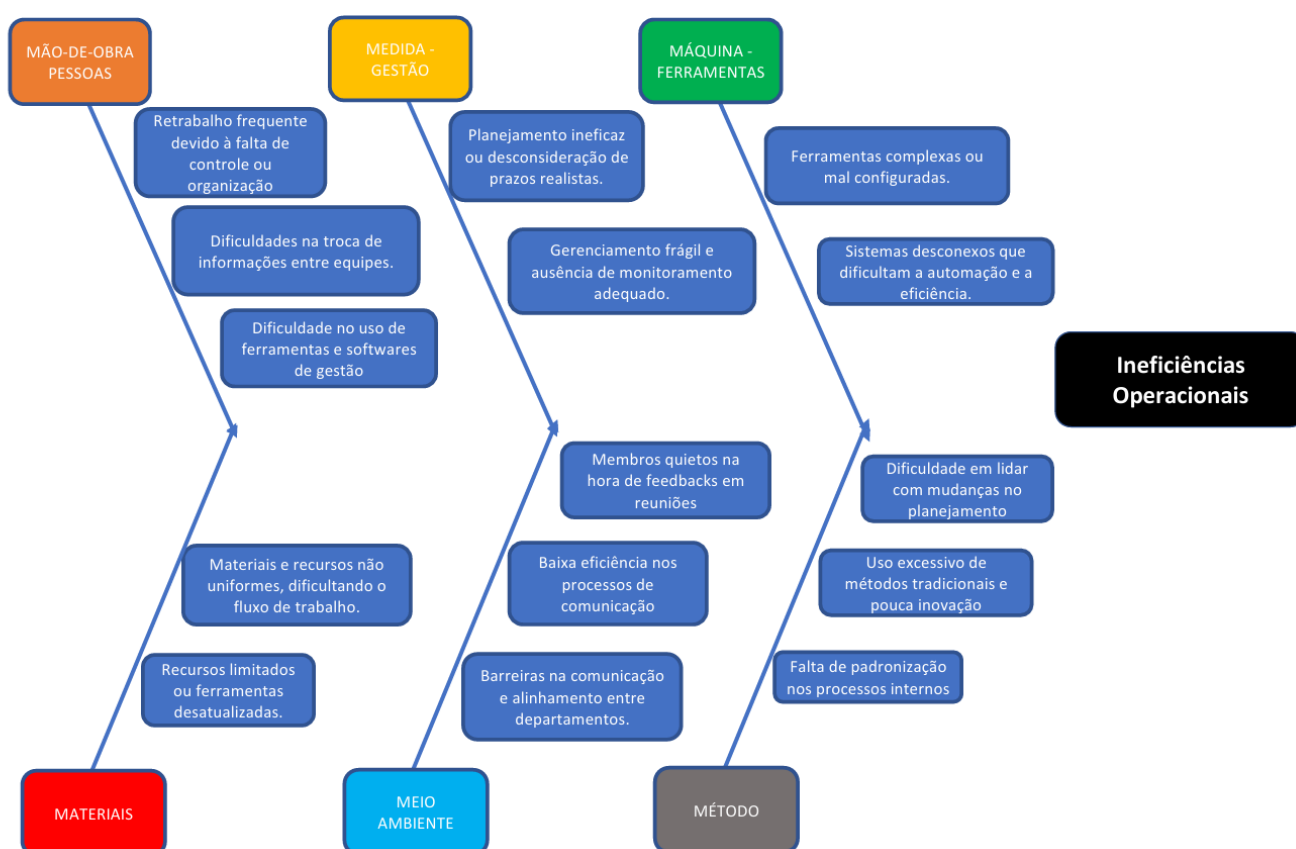 MÃO-DE-OBRA
PESSOAS
MEDIDA -
GESTÃO
MÁQUINA -
FERRAMENTAS
Retrabalho frequente
devido à falta de
controle ou
organização
Dificuldades na troca de
informações entre equipes.
Dificuldade no uso de
ferramentas e softwares
de gestão
Planejamento ineficaz
ou desconsideração de
prazos realistas.
Gerenciamento frágil e
ausência de monitoramento
adequado.
Ferramentas complexas ou
mal configuradas.
Sistemas desconexos que
dificultam a automação e a
eficiência.
Ineficiências
Operacionais
Materiais e recursos não
uniformes, dificultando o
fluxo de trabalho.
Recursos limitados
ou ferramentas
desatualizadas.
Membros quietos na
hora de feedbacks em
reuniões
Baixa eficiência nos
processos de
comunicação
Barreiras na comunicação
e alinhamento entre
departamentos.
Dificuldade em lidar
com mudanças no
planejamento
Uso excessivo de
métodos tradicionais e
pouca inovação
Falta de padronização
nos processos internos
MATERIAIS
MEIO
AMBIENTE
MÉTODO